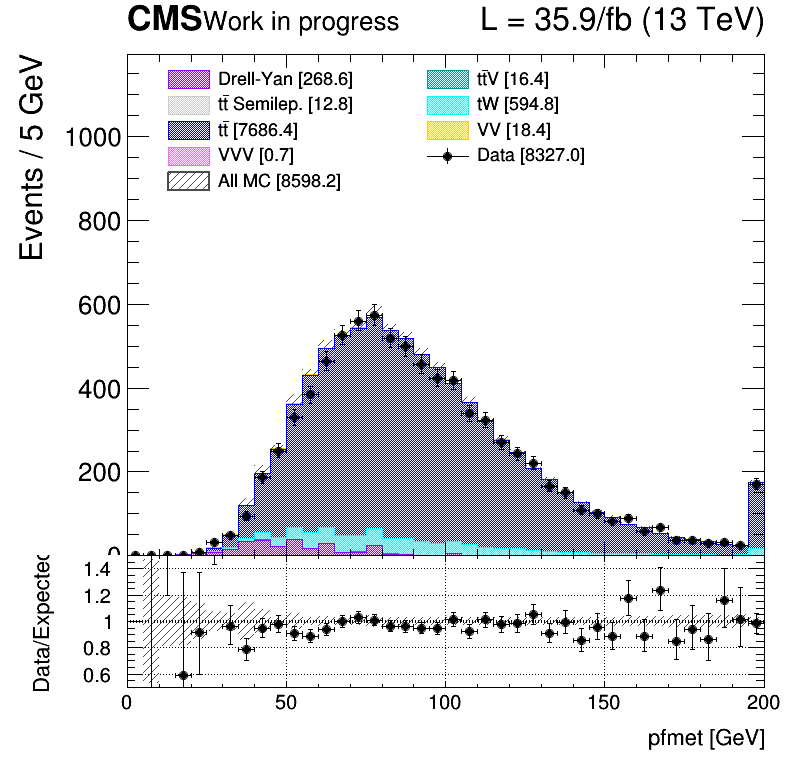 CMS Work in progress L = 35.9/fb (13 TeV)
Drell-Yan [268.6]
tt̄ Semilep. [12.8]
tt̄ [7686.4]
VVV [0.7]
All MC [8598.2]
tt̄V [16.4]
tW [594.8]
VV [18.4]
Data [8327.0]
Events / 5 GeV
1000
800
600
400
200
0
Data/Expected
1.4
1.2
1
0.8
0.6
0 50 100 150 200
pfmet [GeV]